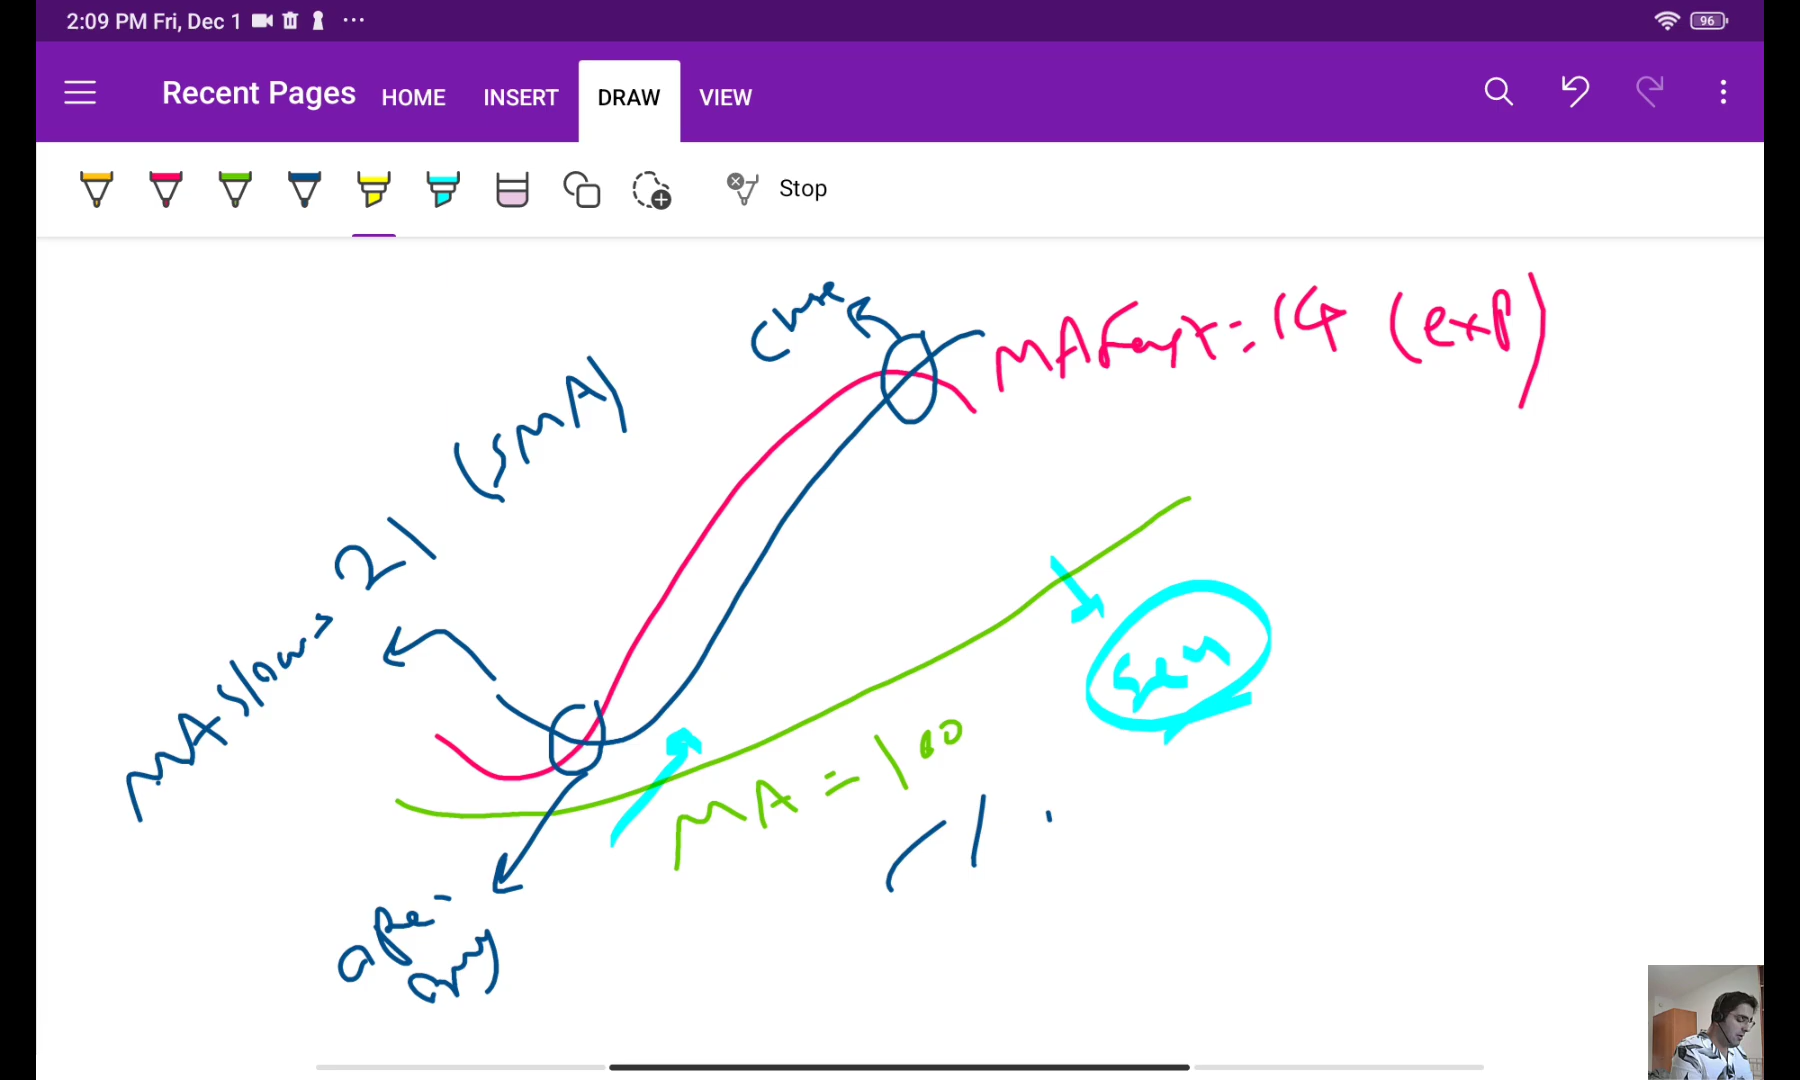 2:09 PM Fri, Dec 1
96
Recent Pages HOME INSERT DRAW VIEW
Stop
MAFast = 14 (exp)
MA slow → 21 (SMA)
MA = 100